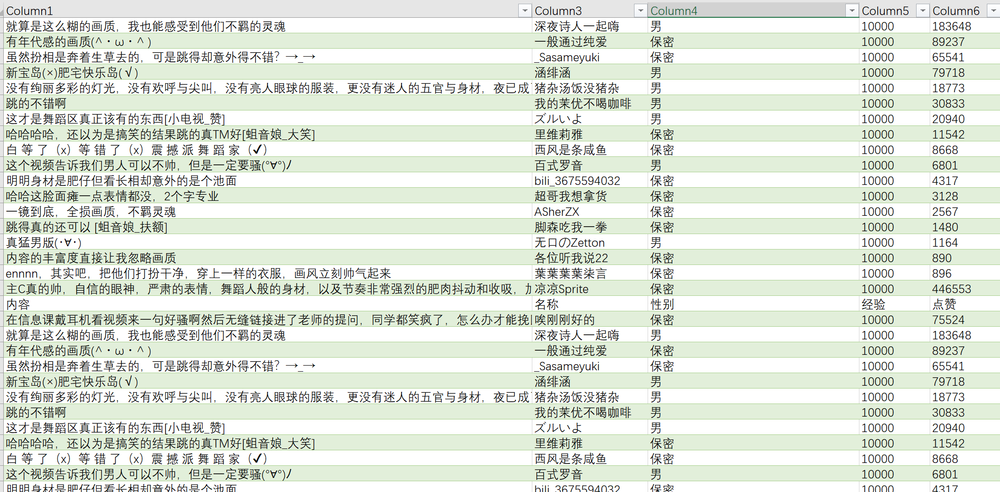 Column1 Column3 Column4 Column5 Column6
就算是这么糊的画质，我也能感受到他们不羁的灵魂 深夜诗人一起嗨 男 10000 183648
有年代感的画质(^・ω・^ ) 一般通过纯爱 保密 10000 89237
虽然扮相是奔着生草去的，可是跳得却意外得不错？→_→ _Sasameyuki 保密 10000 65541
新宝岛(×)肥宅快乐岛(√) 涵绯涵 男 10000 79718
没有绚丽多彩的灯光，没有欢呼与尖叫，没有亮人眼球的服装，更没有迷人的五官与身材，夜已成 猪杂汤饭没猪杂 男 10000 18773
跳的不错啊 我的茉优不喝咖啡 男 10000 30833
这才是舞蹈区真正该有的东西[小电视_赞] ズルいよ 男 10000 20940
哈哈哈哈，还以为是搞笑的结果跳的真TM好[蛆音娘_大笑] 里维莉雅 保密 10000 11542
白 等 了（x）等 错 了（x）震 撼 派 舞 蹈 家（✔） 西风是条咸鱼 保密 10000 8668
这个视频告诉我们男人可以不帅，但是一定要骚(°∀°)ﾉ 百式罗音 男 10000 6801
明明身材是肥仔但看长相却意外的是个池面 bili_3675594032 保密 10000 4317
哈哈这脸面瘫一点表情都没，2个字专业 超哥我想拿货 保密 10000 3128
一镜到底，全损画质，不羁灵魂 ASherZX 保密 10000 2567
跳得真的还可以 [蛆音娘_扶额] 脚森吃我一拳 保密 10000 1480
真猛男版(･∀･) 无口のZetton 男 10000 1164
内容的丰富度直接让我忽略画质 各位听我说22 保密 10000 890
ennnn，其实吧，把他们打扮干净，穿上一样的衣服，画风立刻帅气起来 葉葉葉葉柒言 保密 10000 896
主C真的帅，自信的眼神，严肃的表情，舞蹈人般的身材，以及节奏非常强烈的肥肉抖动和收吸， 凉凉Sprite 保密 10000 446553
内容 名称 性别 经验 点赞
在信息课戴耳机看视频来一句好骚啊然后无缝链接进了老师的提问，同学都笑疯了，怎么办才能挽 唉刚刚好的 保密 10000 75524
就算是这么糊的画质，我也能感受到他们不羁的灵魂 深夜诗人一起嗨 男 10000 183648
有年代感的画质(^・ω・^ ) 一般通过纯爱 保密 10000 89237
虽然扮相是奔着生草去的，可是跳得却意外得不错？→_→ _Sasameyuki 保密 10000 65541
新宝岛(×)肥宅快乐岛(√) 涵绯涵 男 10000 79718
没有绚丽多彩的灯光，没有欢呼与尖叫，没有亮人眼球的服装，更没有迷人的五官与身材，夜已成 猪杂汤饭没猪杂 男 10000 18773
跳的不错啊 我的茉优不喝咖啡 男 10000 30833
这才是舞蹈区真正该有的东西[小电视_赞] ズルいよ 男 10000 20940
哈哈哈哈，还以为是搞笑的结果跳的真TM好[蛆音娘_大笑] 里维莉雅 保密 10000 11542
白 等 了（x）等 错 了（x）震 撼 派 舞 蹈 家（✔） 西风是条咸鱼 保密 10000 8668
这个视频告诉我们男人可以不帅，但是一定要骚(°∀°)ﾉ 百式罗音 男 10000 6801
明明身材是肥仔但看长相却意外的是个池面 bili_3675594032 保密 10000 4317